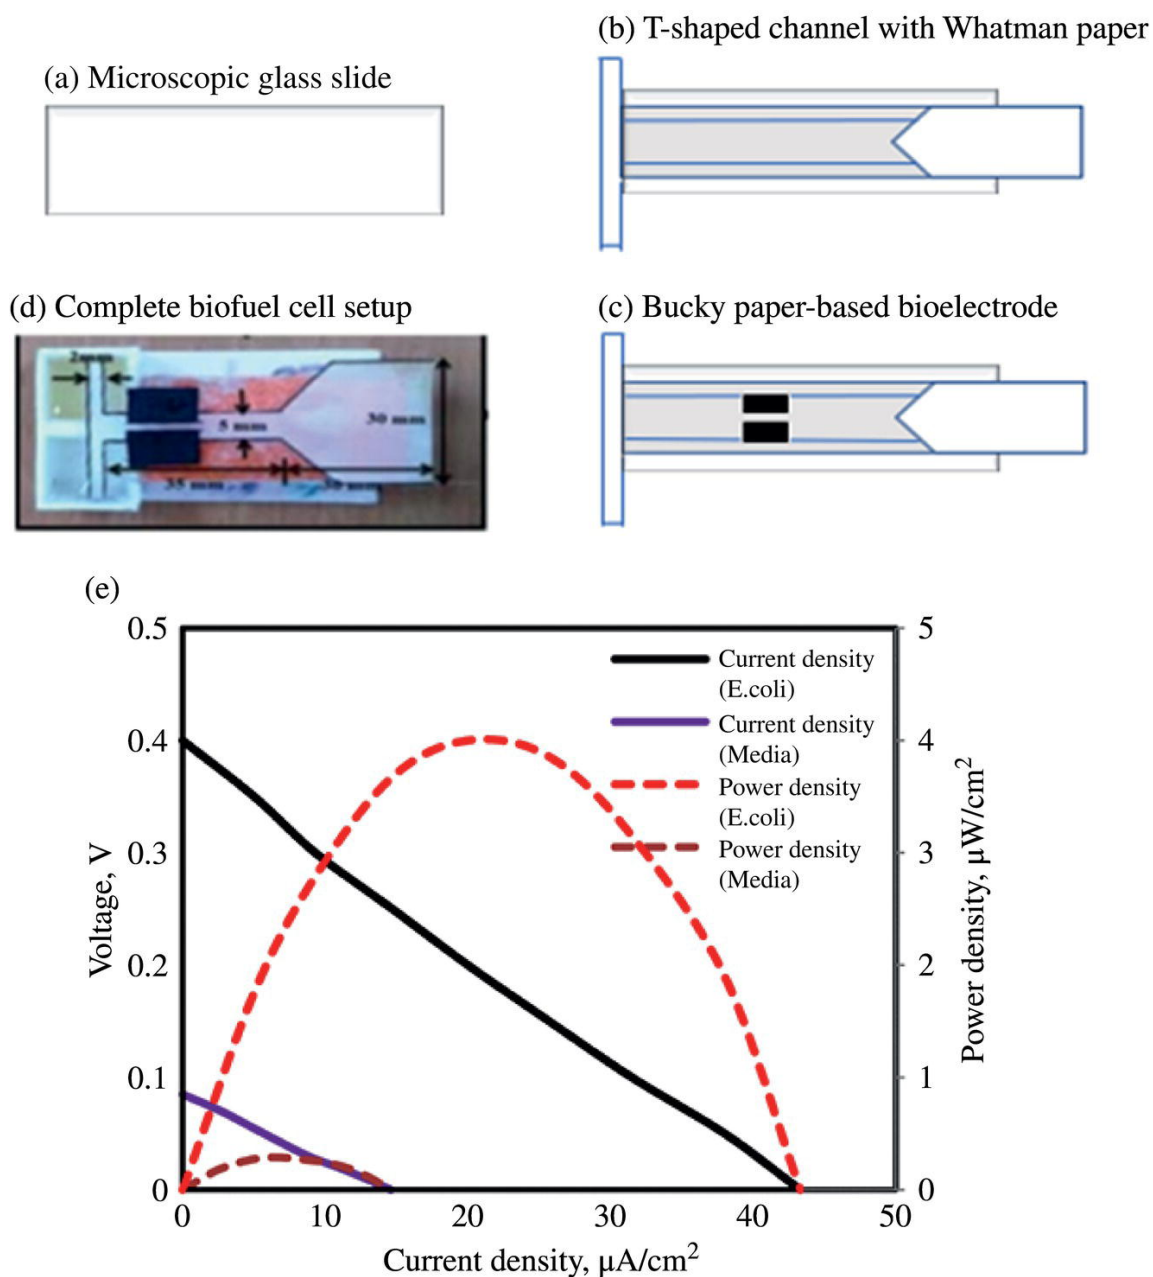 (a) Microscopic glass slide
(b) T-shaped channel with Whatman paper
(d) Complete biofuel cell setup
2mm
5 mm
30 mm
35 mm
(c) Bucky paper-based bioelectrode
(e)
Voltage, V
0.5
0.4
0.3
0.2
0.1
0
Current density
(E.coli)
Current density
(Media)
Power density
(E.coli)
Power density
(Media)
5
4
3
2
1
0
Power density, µW/cm²
0 10 20 30 40 50
Current density, µA/cm²